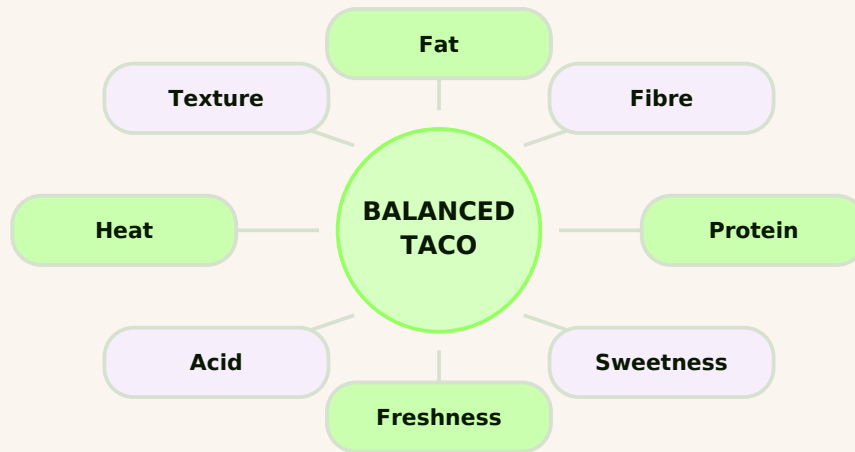 Fat
Texture
Fibre
BALANCED
TACO
Heat
Protein
Acid
Sweetness
Freshness